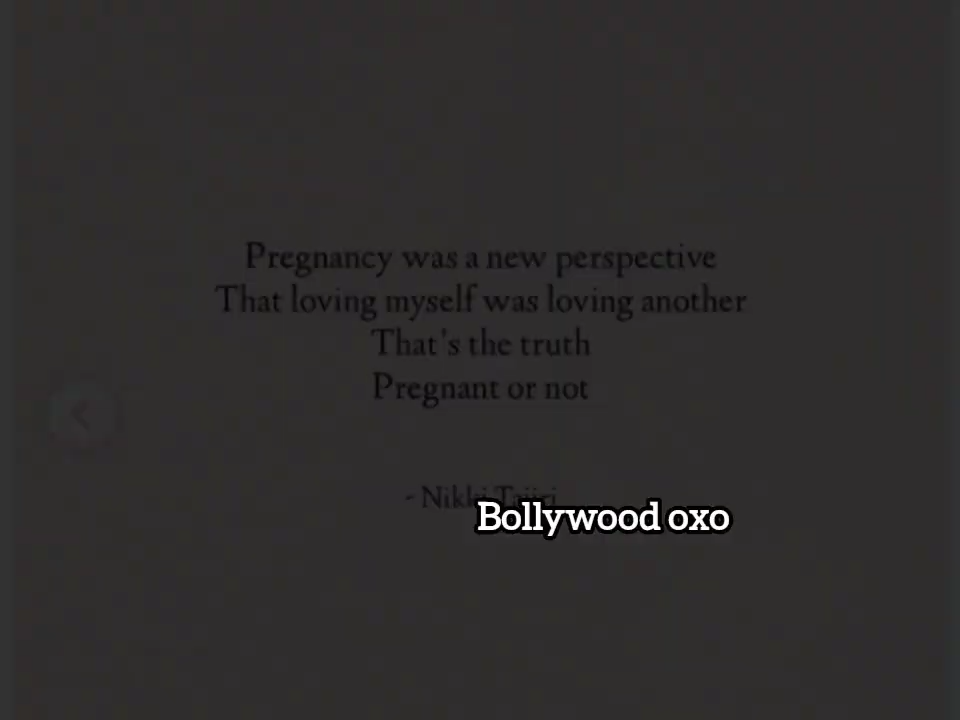 Pregnancy was a new perspective
That loving myself was loving another
That's the truth
Pregnant or not
- Nikki
Bollywood oxo